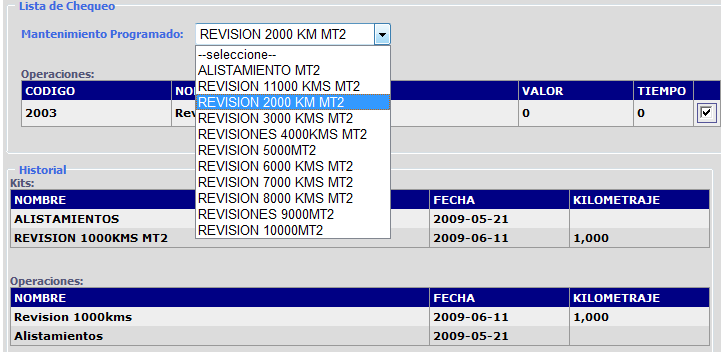 Lista de Chequeo
Mantenimiento Programado: REVISION 2000 KM MT2
--seleccione--
ALISTAMIENTO MT2
REVISION 11000 KMS MT2
REVISION 2000 KM MT2
REVISION 3000 KMS MT2
REVISIONES 4000KMS MT2
REVISION 5000MT2
REVISION 6000 KMS MT2
REVISION 7000 KMS MT2
REVISION 8000 KMS MT2
REVISIONES 9000MT2
REVISION 10000MT2
Operaciones:
CODIGO VALOR TIEMPO
2003 0 0
Historial
Kits:
NOMBRE FECHA KILOMETRAJE
ALISTAMIENTOS 2009-05-21
REVISION 1000KMS MT2 2009-06-11 1,000
Operaciones:
NOMBRE FECHA KILOMETRAJE
Revision 1000kms 2009-06-11 1,000
Alistamientos 2009-05-21